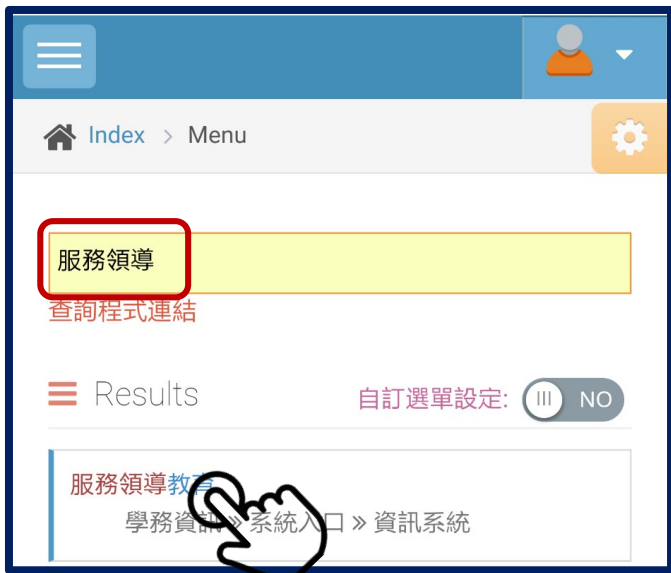 Index > Menu
服務領導
查詢程式連結
Results
自訂選單設定: NO
服務領導教育
學務資訊 » 系統入口 » 資訊系統